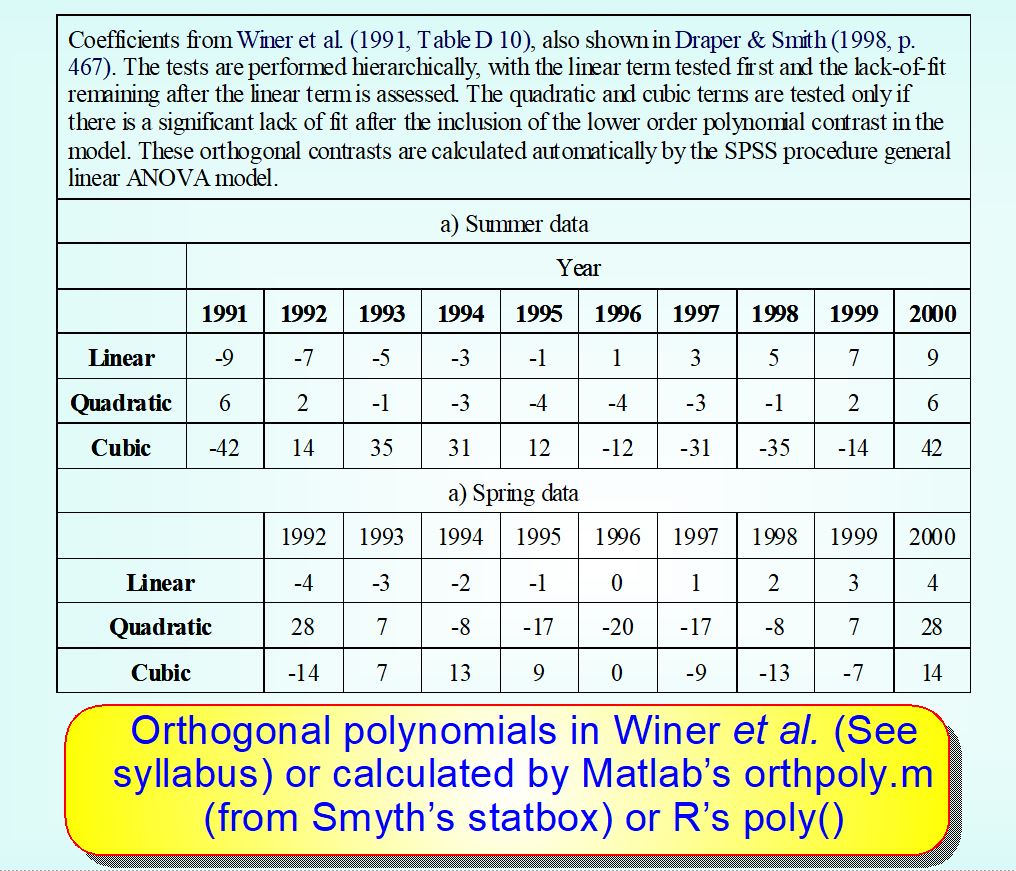 Coefficients from Winer et al. (1991, Table D 10), also shown in Draper & Smith (1998, p.
467). The tests are performed hierarchically, with the linear term tested first and the lack-of-fit
remaining after the linear term is assessed. The quadratic and cubic terms are tested only if
there is a significant lack of fit after the inclusion of the lower order polynomial contrast in the
model. These orthogonal contrasts are calculated automatically by the SPSS procedure general
linear ANOVA model.
a) Summer data
Year
1991 1992 1993 1994 1995 1996 1997 1998 1999 2000
Linear -9 -7 -5 -3 -1 1 3 5 7 9
Quadratic 6 2 -1 -3 -4 -4 -3 -1 2 6
Cubic -42 14 35 31 12 -12 -31 -35 -14 42
a) Spring data
1992 1993 1994 1995 1996 1997 1998 1999 2000
Linear -4 -3 -2 -1 0 1 2 3 4
Quadratic 28 7 -8 -17 -20 -17 -8 7 28
Cubic -14 7 13 9 0 -9 -13 -7 14
Orthogonal polynomials in Winer et al. (See
syllabus) or calculated by Matlab's orthpoly.m
(from Smyth's statbox) or R's poly()